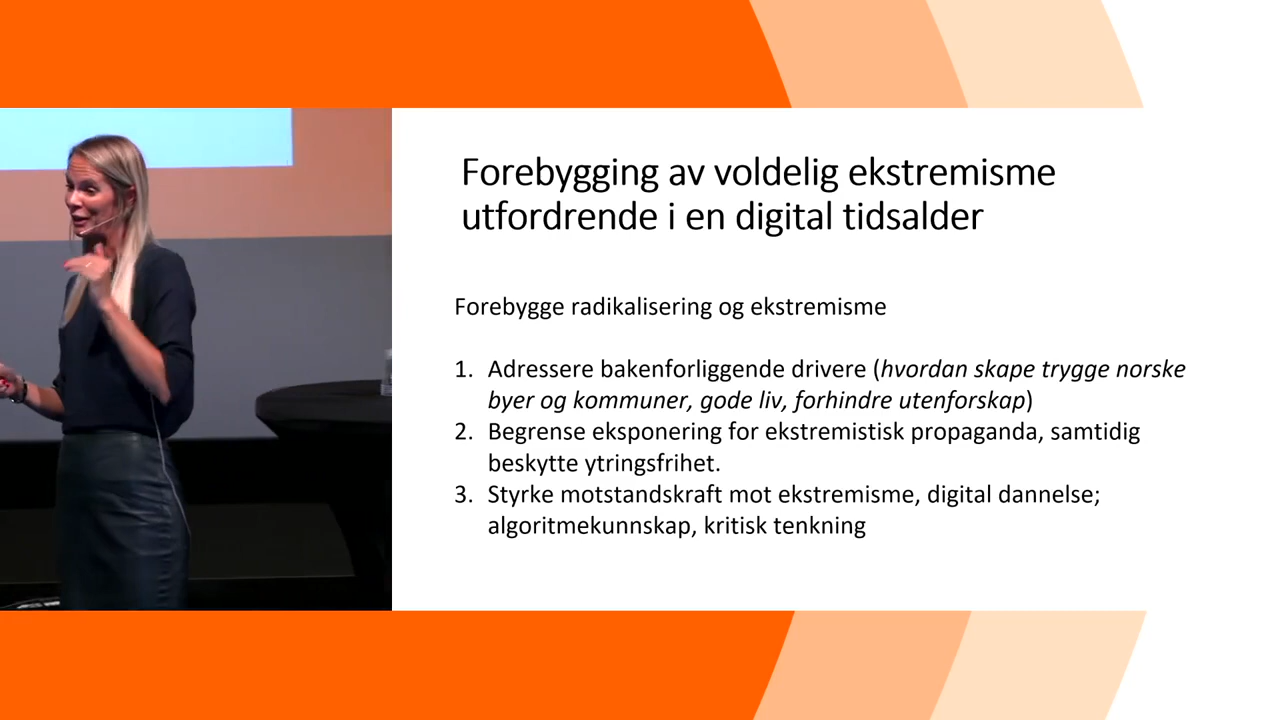 Forebygging av voldelig ekstremisme
utfordrende i en digital tidsalder
Forebygge radikalisering og ekstremisme
1. Adressere bakenforliggende drivere (hvordan skape trygge norske
byer og kommuner, gode liv, forhindre utenforskap)
2. Begrense eksponering for ekstremistisk propaganda, samtidig
beskytte ytringsfrihet.
3. Styrke motstandskraft mot ekstremisme, digital dannelse;
algoritmekunnskap, kritisk tenkning